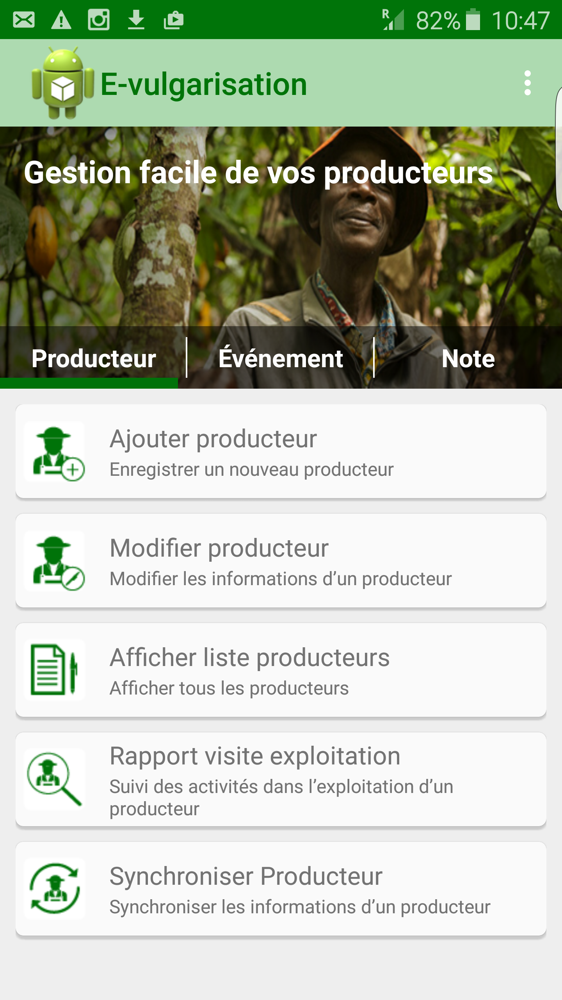 R 82% 10:47
E-vulgarisation
Gestion facile de vos producteurs
Producteur Événement Note
Ajouter producteur
Enregistrer un nouveau producteur
Modifier producteur
Modifier les informations d’un producteur
Afficher liste producteurs
Afficher tous les producteurs
Rapport visite exploitation
Suivi des activités dans l’exploitation d’un
producteur
Synchroniser Producteur
Synchroniser les informations d’un producteur